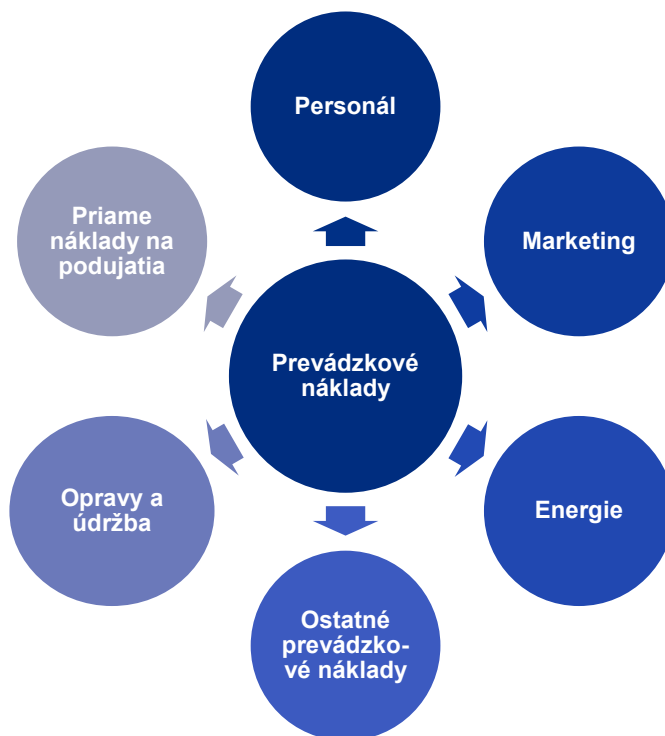 Personál
Marketing
Energie
Ostatné
prevádzko-
vé náklady
Opravy a
údržba
Priame
náklady na
podujatia
Prevádzkové
náklady